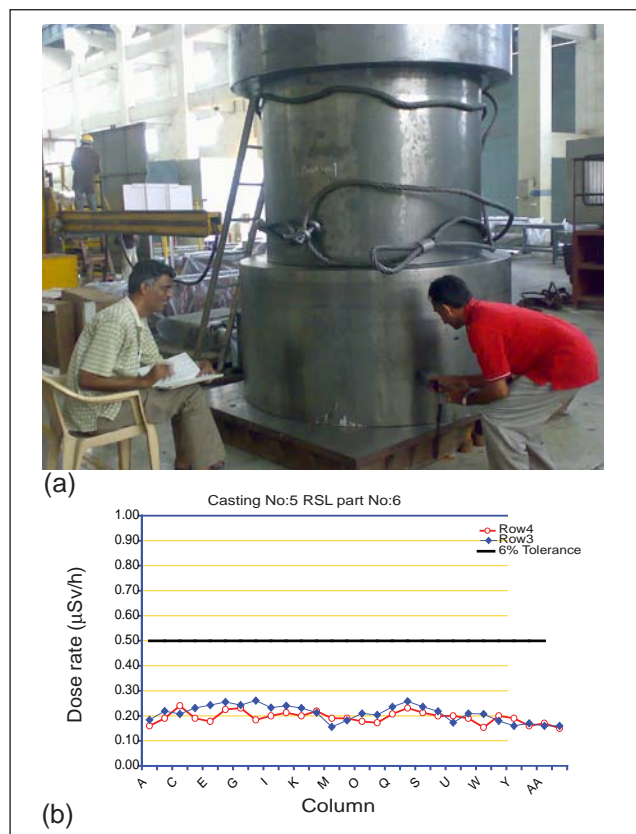 (a)
Casting No:5 RSL part No:6
Row4
Row3
6% Tolerance
Dose rate (μSv/h)
1.00
0.90
0.80
0.70
0.60
0.50
0.40
0.30
0.20
0.10
0.00
A C E G I K M O Q S U W Y AA
Column
(b)